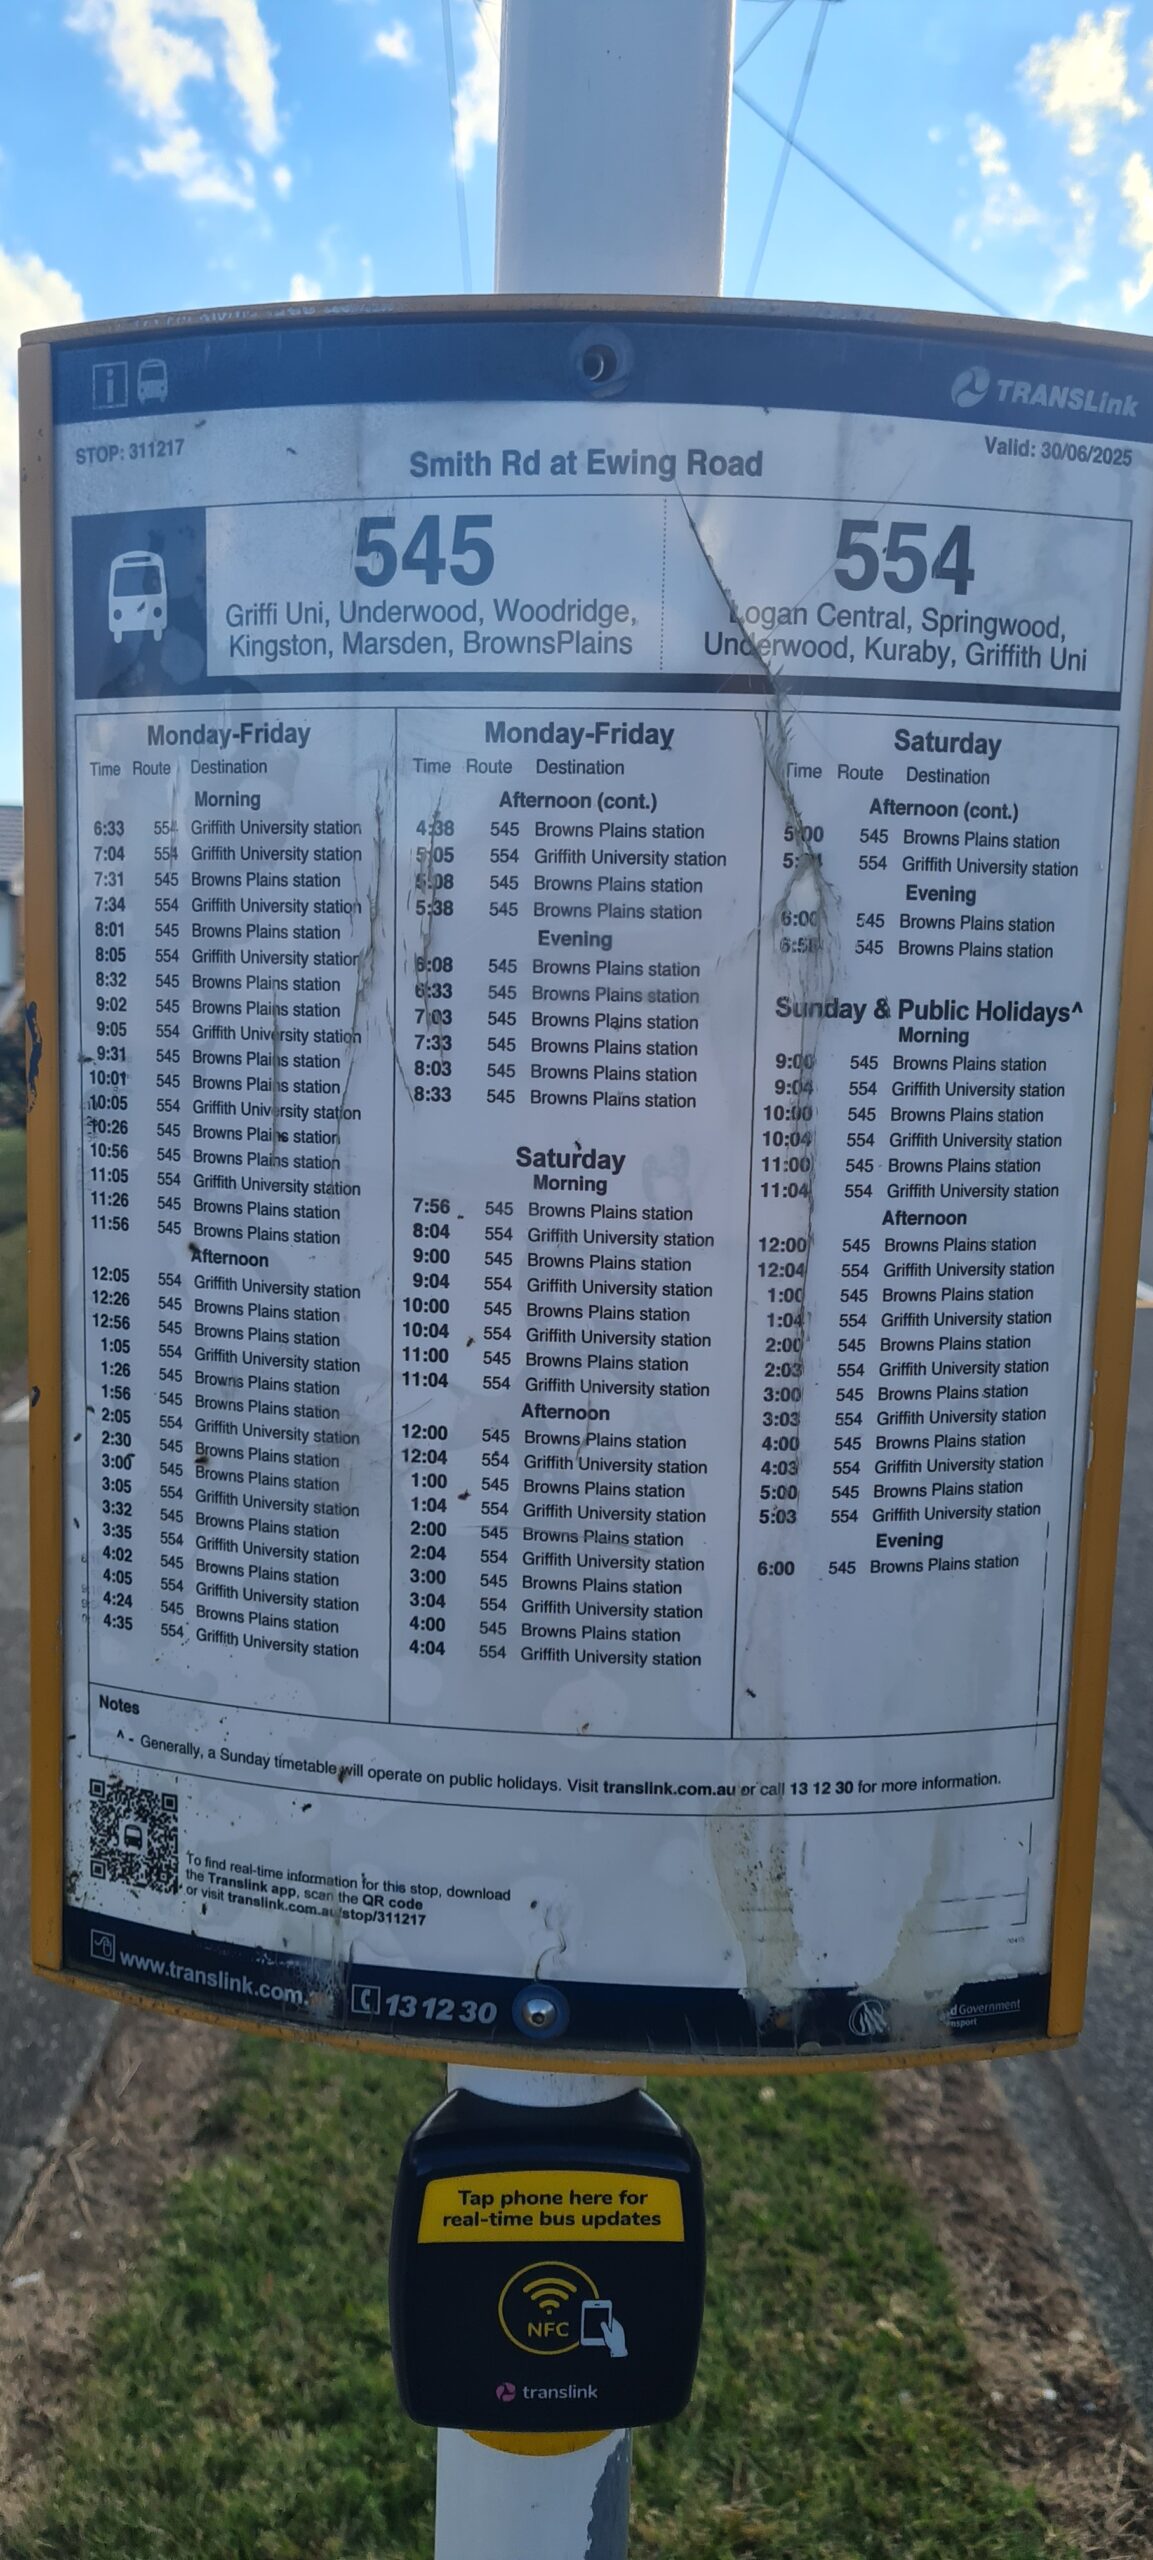 TRANSLink
STOP: 311217
Valid: 30/06/2025
Smith Rd at Ewing Road
545
Griffi Uni, Underwood, Woodridge,
Kingston, Marsden, BrownsPlains
554
Logan Central, Springwood,
Underwood, Kuraby, Griffith Uni
Monday-Friday
Time Route Destination
Morning
6:33 554 Griffith University station
7:04 554 Griffith University station
7:31 545 Browns Plains station
7:34 554 Griffith University station
8:01 545 Browns Plains station
8:05 554 Griffith University station
8:32 545 Browns Plains station
9:02 545 Browns Plains station
9:05 554 Griffith University station
9:31 545 Browns Plains station
10:01 545 Browns Plains station
10:05 554 Griffith University station
10:26 545 Browns Plains station
10:56 545 Browns Plains station
11:05 554 Griffith University station
11:26 545 Browns Plains station
11:56 545 Browns Plains station
Afternoon
12:05 554 Griffith University station
12:26 545 Browns Plains station
12:56 545 Browns Plains station
1:05 554 Griffith University station
1:26 545 Browns Plains station
1:56 545 Browns Plains station
2:05 554 Griffith University station
2:30 545 Browns Plains station
3:00 545 Browns Plains station
3:05 554 Griffith University station
3:32 545 Browns Plains station
3:35 554 Griffith University station
4:02 545 Browns Plains station
4:05 554 Griffith University station
4:24 545 Browns Plains station
4:35 554 Griffith University station
Monday-Friday
Time Route Destination
Afternoon (cont.)
4:38 545 Browns Plains station
5:05 554 Griffith University station
5:08 545 Browns Plains station
5:38 545 Browns Plains station
Evening
6:08 545 Browns Plains station
6:33 545 Browns Plains station
7:03 545 Browns Plains station
7:33 545 Browns Plains station
8:03 545 Browns Plains station
8:33 545 Browns Plains station
Saturday
Morning
7:56 545 Browns Plains station
8:04 554 Griffith University station
9:00 545 Browns Plains station
9:04 554 Griffith University station
10:00 545 Browns Plains station
10:04 554 Griffith University station
11:00 545 Browns Plains station
11:04 554 Griffith University station
Afternoon
12:00 545 Browns Plains station
12:04 554 Griffith University station
1:00 545 Browns Plains station
1:04 554 Griffith University station
2:00 545 Browns Plains station
2:04 554 Griffith University station
3:00 545 Browns Plains station
3:04 554 Griffith University station
4:00 545 Browns Plains station
4:04 554 Griffith University station
Saturday
Time Route Destination
Afternoon (cont.)
5:00 545 Browns Plains station
554 Griffith University station
Evening
6:00 545 Browns Plains station
545 Browns Plains station
Sunday & Public Holidays^
Morning
9:00 545 Browns Plains station
9:04 554 Griffith University station
10:00 545 Browns Plains station
10:04 554 Griffith University station
11:00 545 Browns Plains station
11:04 554 Griffith University station
Afternoon
12:00 545 Browns Plains station
12:04 554 Griffith University station
1:00 545 Browns Plains station
1:04 554 Griffith University station
2:00 545 Browns Plains station
2:03 554 Griffith University station
3:00 545 Browns Plains station
3:03 554 Griffith University station
4:00 545 Browns Plains station
4:03 554 Griffith University station
5:00 545 Browns Plains station
5:03 554 Griffith University station
Evening
6:00 545 Browns Plains station
Notes
^ - Generally, a Sunday timetable will operate on public holidays. Visit translink.com.au or call 13 12 30 for more information.
To find real-time information for this stop, download
the Translink app, scan the QR code
or visit translink.com.au/stop/311217
www.translink.com.
13 12 30
Government
Tap phone here for
real-time bus updates
NFC
translink